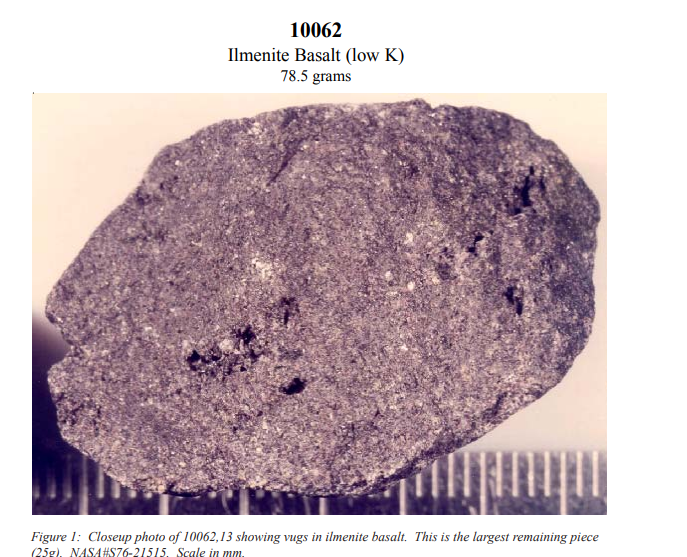 10062
Ilmenite Basalt (low K)
78.5 grams
Figure 1:  Closeup photo of 10062,13 showing vugs in ilmenite basalt.  This is the largest remaining piece
(25g).  NASA#S76-21515.  Scale in mm.